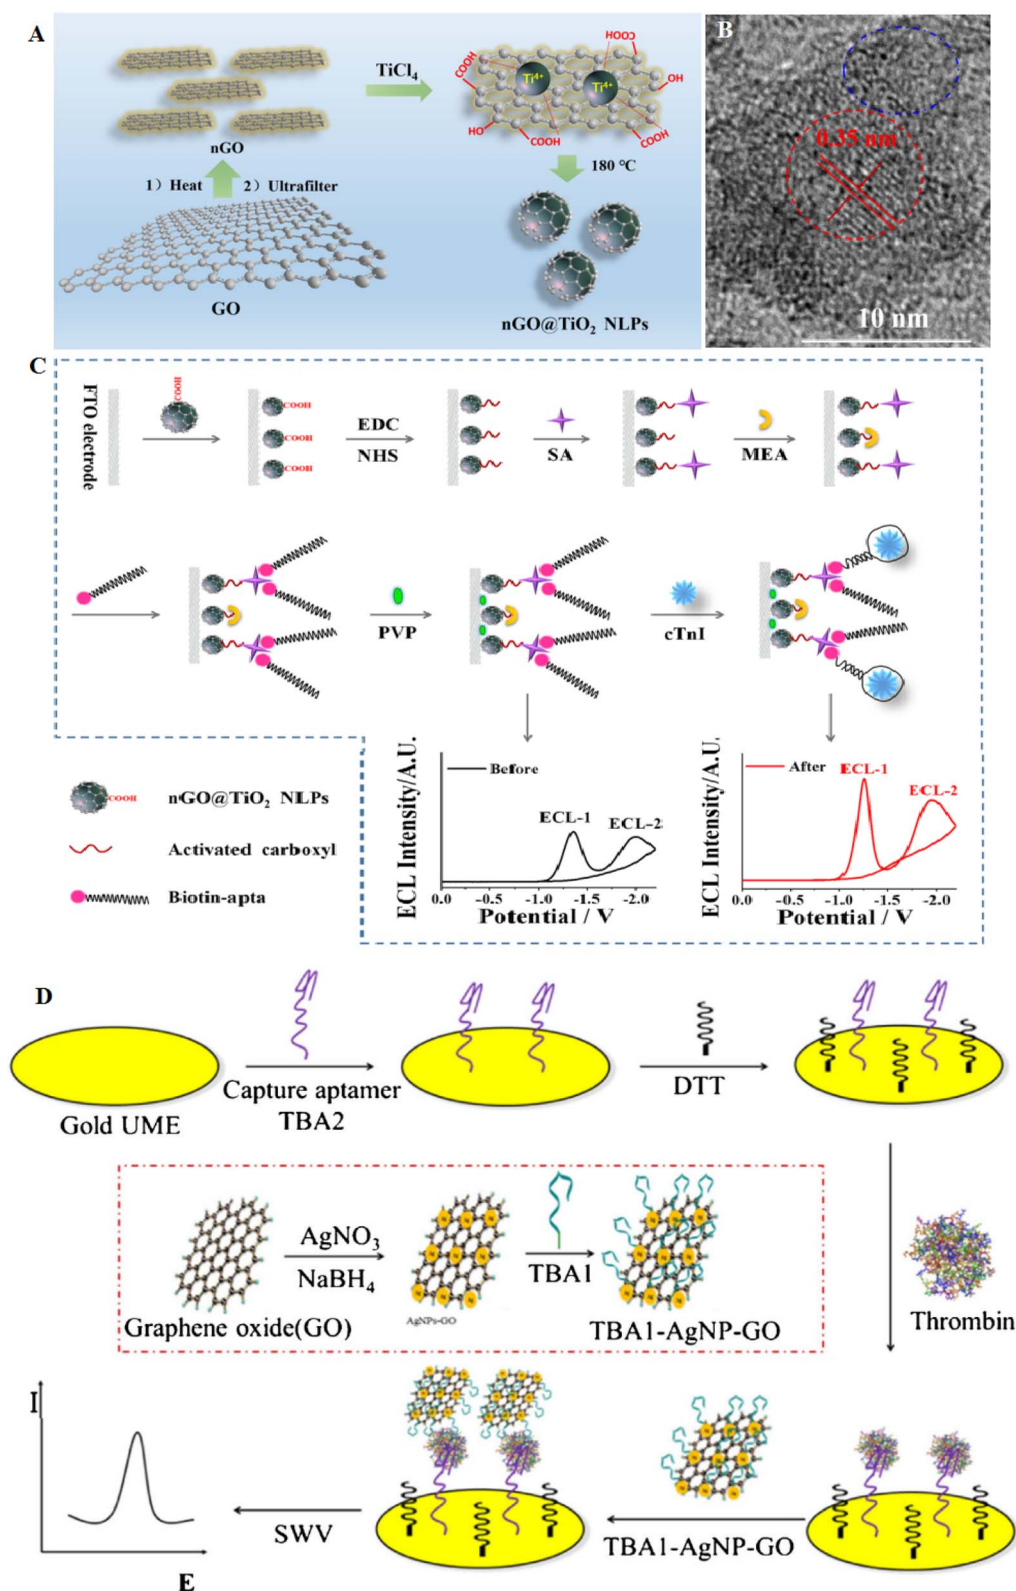 A
TiCl4
COOH
COOH
OH
Ti4+
Ti4+
HO
COOH
COOH
nGO
1) Heat
2) Ultrafilter
180 °C
GO
nGO@TiO2 NLPs
B
0.35 nm
10 nm
C
FTO electrode
COOH
COOH
COOH
COOH
EDC
NHS
SA
MEA
PVP
cTnI
nGO@TiO2 NLPs
COOH
Activated carboxyl
Biotin-apta
ECL Intensity/A.U.
Before
ECL-1
ECL-2
0.0 -0.5 -1.0 -1.5 -2.0
Potential / V
ECL Intensity/A.U.
After
ECL-1
ECL-2
0.0 -0.5 -1.0 -1.5 -2.0
Potential / V
D
Gold UME
Capture aptamer
TBA2
DTT
Graphene oxide(GO)
AgNO3
NaBH4
AgNPs-GO
TBA1
TBA1-AgNP-GO
Thrombin
TBA1-AgNP-GO
SWV
I
E